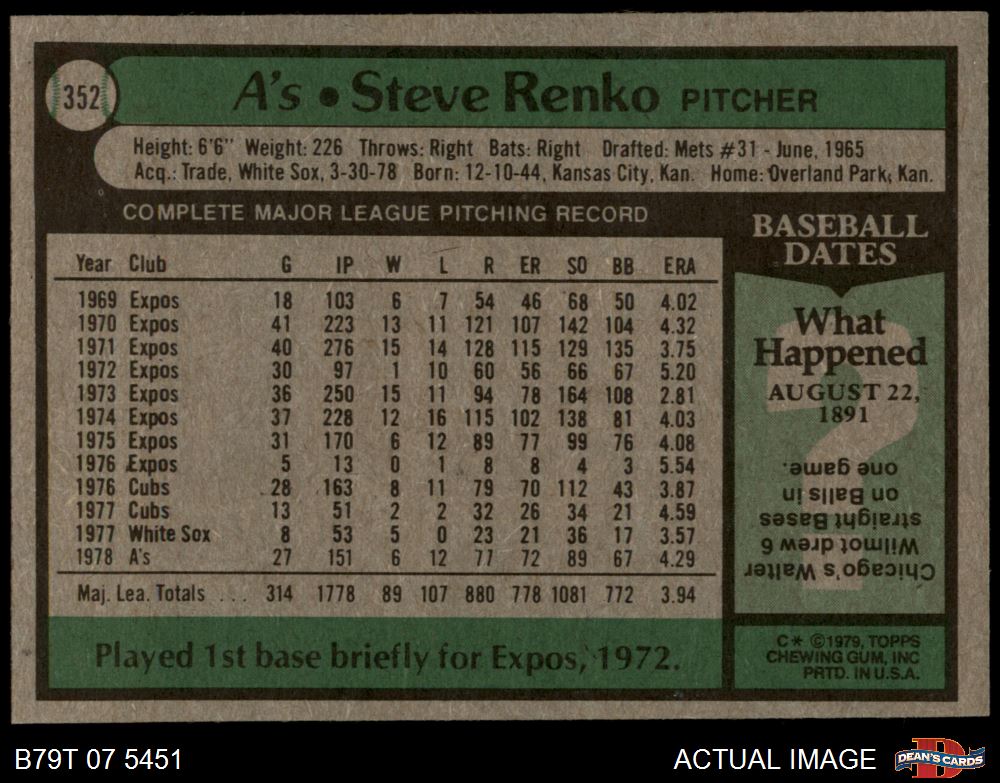 352
A's • Steve Renko PITCHER
Height: 6'6" Weight: 226 Throws: Right Bats: Right Drafted: Mets #31 - June, 1965
Acq.: Trade, White Sox, 3-30-78 Born: 12-10-44, Kansas City, Kan. Home: Overland Park, Kan.
COMPLETE MAJOR LEAGUE PITCHING RECORD
Year Club G IP W L R ER SO BB ERA
1969 Expos 18 103 6 7 54 46 68 50 4.02
1970 Expos 41 223 13 11 121 107 142 104 4.32
1971 Expos 40 276 15 14 128 115 129 135 3.75
1972 Expos 30 97 1 10 60 56 66 67 5.20
1973 Expos 36 250 15 11 94 78 164 108 2.81
1974 Expos 37 228 12 16 115 102 138 81 4.03
1975 Expos 31 170 6 12 89 77 99 76 4.08
1976 Expos 5 13 0 1 8 8 4 3 5.54
1976 Cubs 28 163 8 11 79 70 112 43 3.87
1977 Cubs 13 51 2 2 32 26 34 21 4.59
1977 White Sox 8 53 5 0 23 21 36 17 3.57
1978 A's 27 151 6 12 77 72 89 67 4.29
Maj. Lea. Totals ... 314 1778 89 107 880 778 1081 772 3.94
Played 1st base briefly for Expos, 1972.
BASEBALL
DATES
What
Happened
AUGUST 22,
1891
?
Chicago's Walter
Wilmot drew 6
straight Bases
on Balls in
one game.
C* ©1979, TOPPS
CHEWING GUM, INC
PRTD. IN U.S.A.
B79T 07 5451
ACTUAL IMAGE
D
DEAN'S CARDS